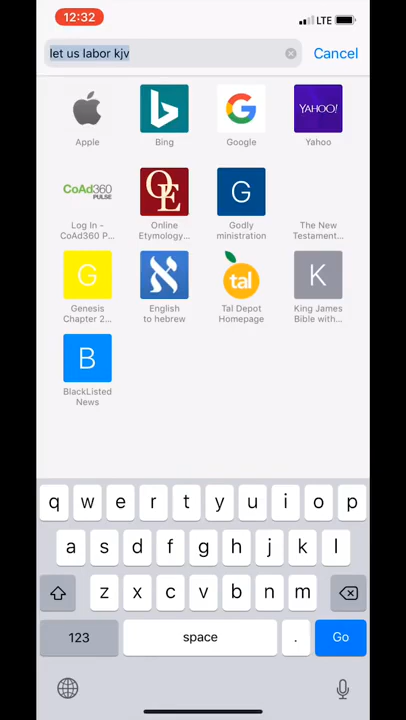 12:32
LTE
let us labor kjv
Cancel
Apple
Bing
Google
YAHOO!
Yahoo
CoAd360
PULSE
Log In -
CoAd360 P...
OE
Online
Etymology...
G
Godly
ministration
The New
Testament...
G
Genesis
Chapter 2...
א
English
to hebrew
tal
Tal Depot
Homepage
K
King James
Bible with...
B
BlackListed
News
q w e r t y u i o p
a s d f g h j k l
z x c v b n m
123
space
.
Go